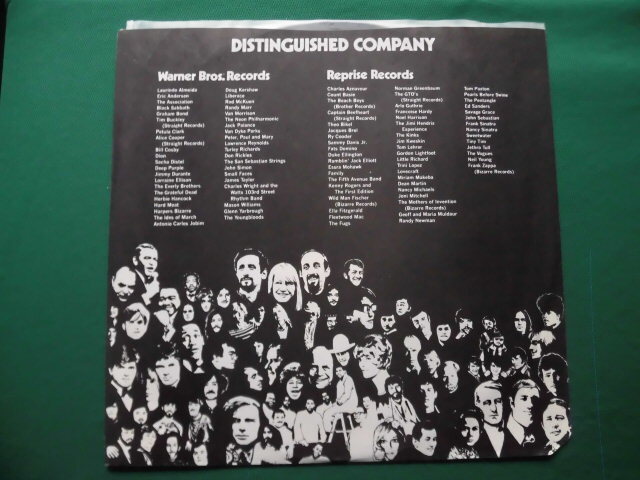 DISTINGUISHED COMPANY
Warner Bros. Records
Laurindo Almeida
Eric Andersen
The Association
Black Sabbath
Graham Bond
Tim Buckley
(Straight Records)
Petula Clark
Alice Cooper
(Straight Records)
Bill Cosby
Dion
Sacha Distel
Deep Purple
Jimmy Durante
Lorraine Ellison
The Everly Brothers
The Grateful Dead
Herbie Hancock
Hard Meat
Harpers Bizarre
The Ides of March
Antonio Carlos Jobim
Doug Kershaw
Liberace
Rod McKuen
Randy Marr
Van Morrison
The Neon Philharmonic
Jack Palance
Van Dyke Parks
Peter, Paul and Mary
Lawrence Reynolds
Turley Richards
Don Rickles
The San Sebastian Strings
John Simon
Small Faces
James Taylor
Charles Wright and the
Watts 103rd Street
Rhythm Band
Mason Williams
Glenn Yarbrough
The Youngbloods
Reprise Records
Charles Aznavour
Count Basie
The Beach Boys
(Brother Records)
Captain Beefheart
(Straight Records)
Theo Bikel
Jacques Brel
Ry Cooder
Sammy Davis Jr.
Fats Domino
Duke Ellington
Ramblin' Jack Elliott
Essra Mohawk
Family
The Fifth Avenue Band
Kenny Rogers and
The First Edition
Wild Man Fischer
(Bizarre Records)
Ella Fitzgerald
Fleetwood Mac
The Fugs
Norman Greenbaum
The GTO's
(Straight Records)
Arlo Guthrie
Francoise Hardy
Noel Harrison
The Jimi Hendrix
Experience
The Kinks
Jim Kweskin
Tom Lehrer
Gordon Lightfoot
Little Richard
Trini Lopez
Lovecraft
Miriam Makeba
Dean Martin
Nancy Michaels
Joni Mitchell
The Mothers of Invention
(Bizarre Records)
Geoff and Maria Muldaur
Randy Newman
Tom Paxton
Pearls Before Swine
The Pentangle
Ed Sanders
Savage Grace
John Sebastian
Frank Sinatra
Nancy Sinatra
Sweetwater
Tiny Tim
Jethro Tull
The Vogues
Neil Young
Frank Zappa
(Bizarre Records)